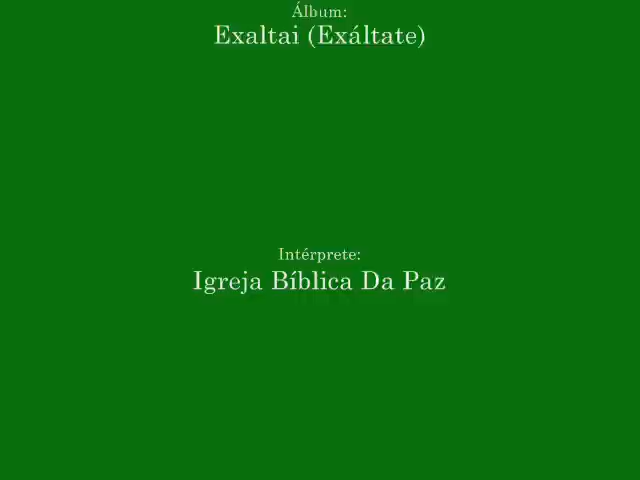 Álbum:
Exaltai (Exáltate)
Intérprete:
Igreja Bíblica Da Paz